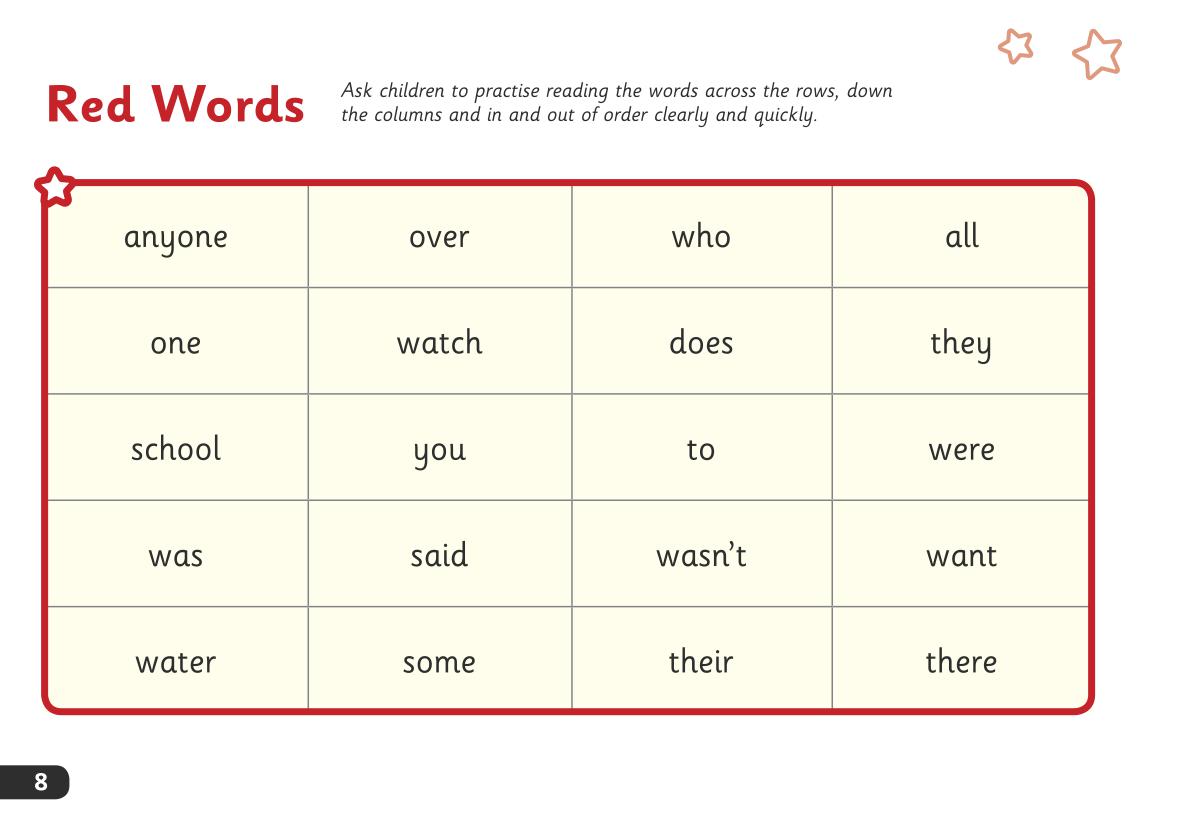 Red Words
Ask children to practise reading the words across the rows, down
the columns and in and out of order clearly and quickly.
anyone over who all
one watch does they
school you to were
was said wasn’t want
water some their there
8